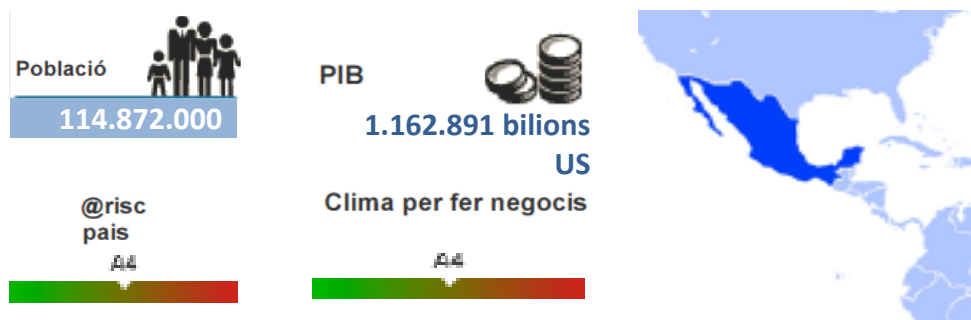 Població
114.872.000
PIB
1.162.891 bilions
US
@risc
pais
A4
Clima per fer negocis
A4